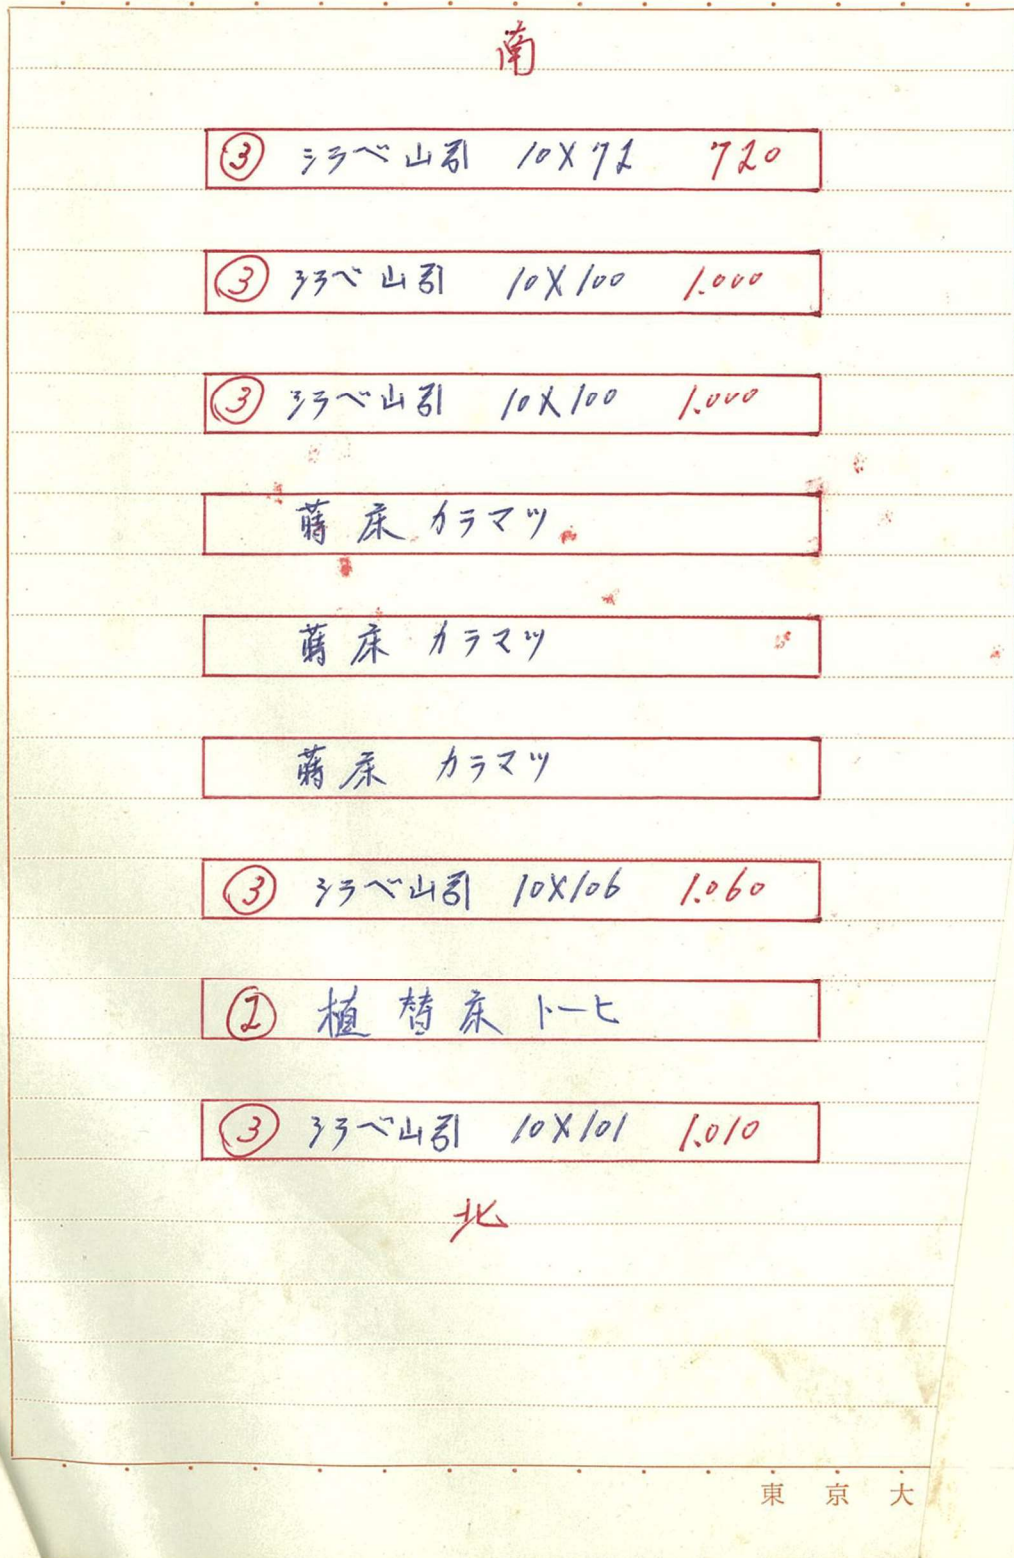 南
③ シラベ山引 10×72 720
③ シラベ山引 10×100 1.000
③ シラベ山引 10×100 1.000
蒔床 カラマツ
蒔床 カラマツ
蒔床 カラマツ
③ シラベ山引 10×106 1.060
② 植替床 トーヒ
③ シラベ山引 10×101 1.010
北
東京大